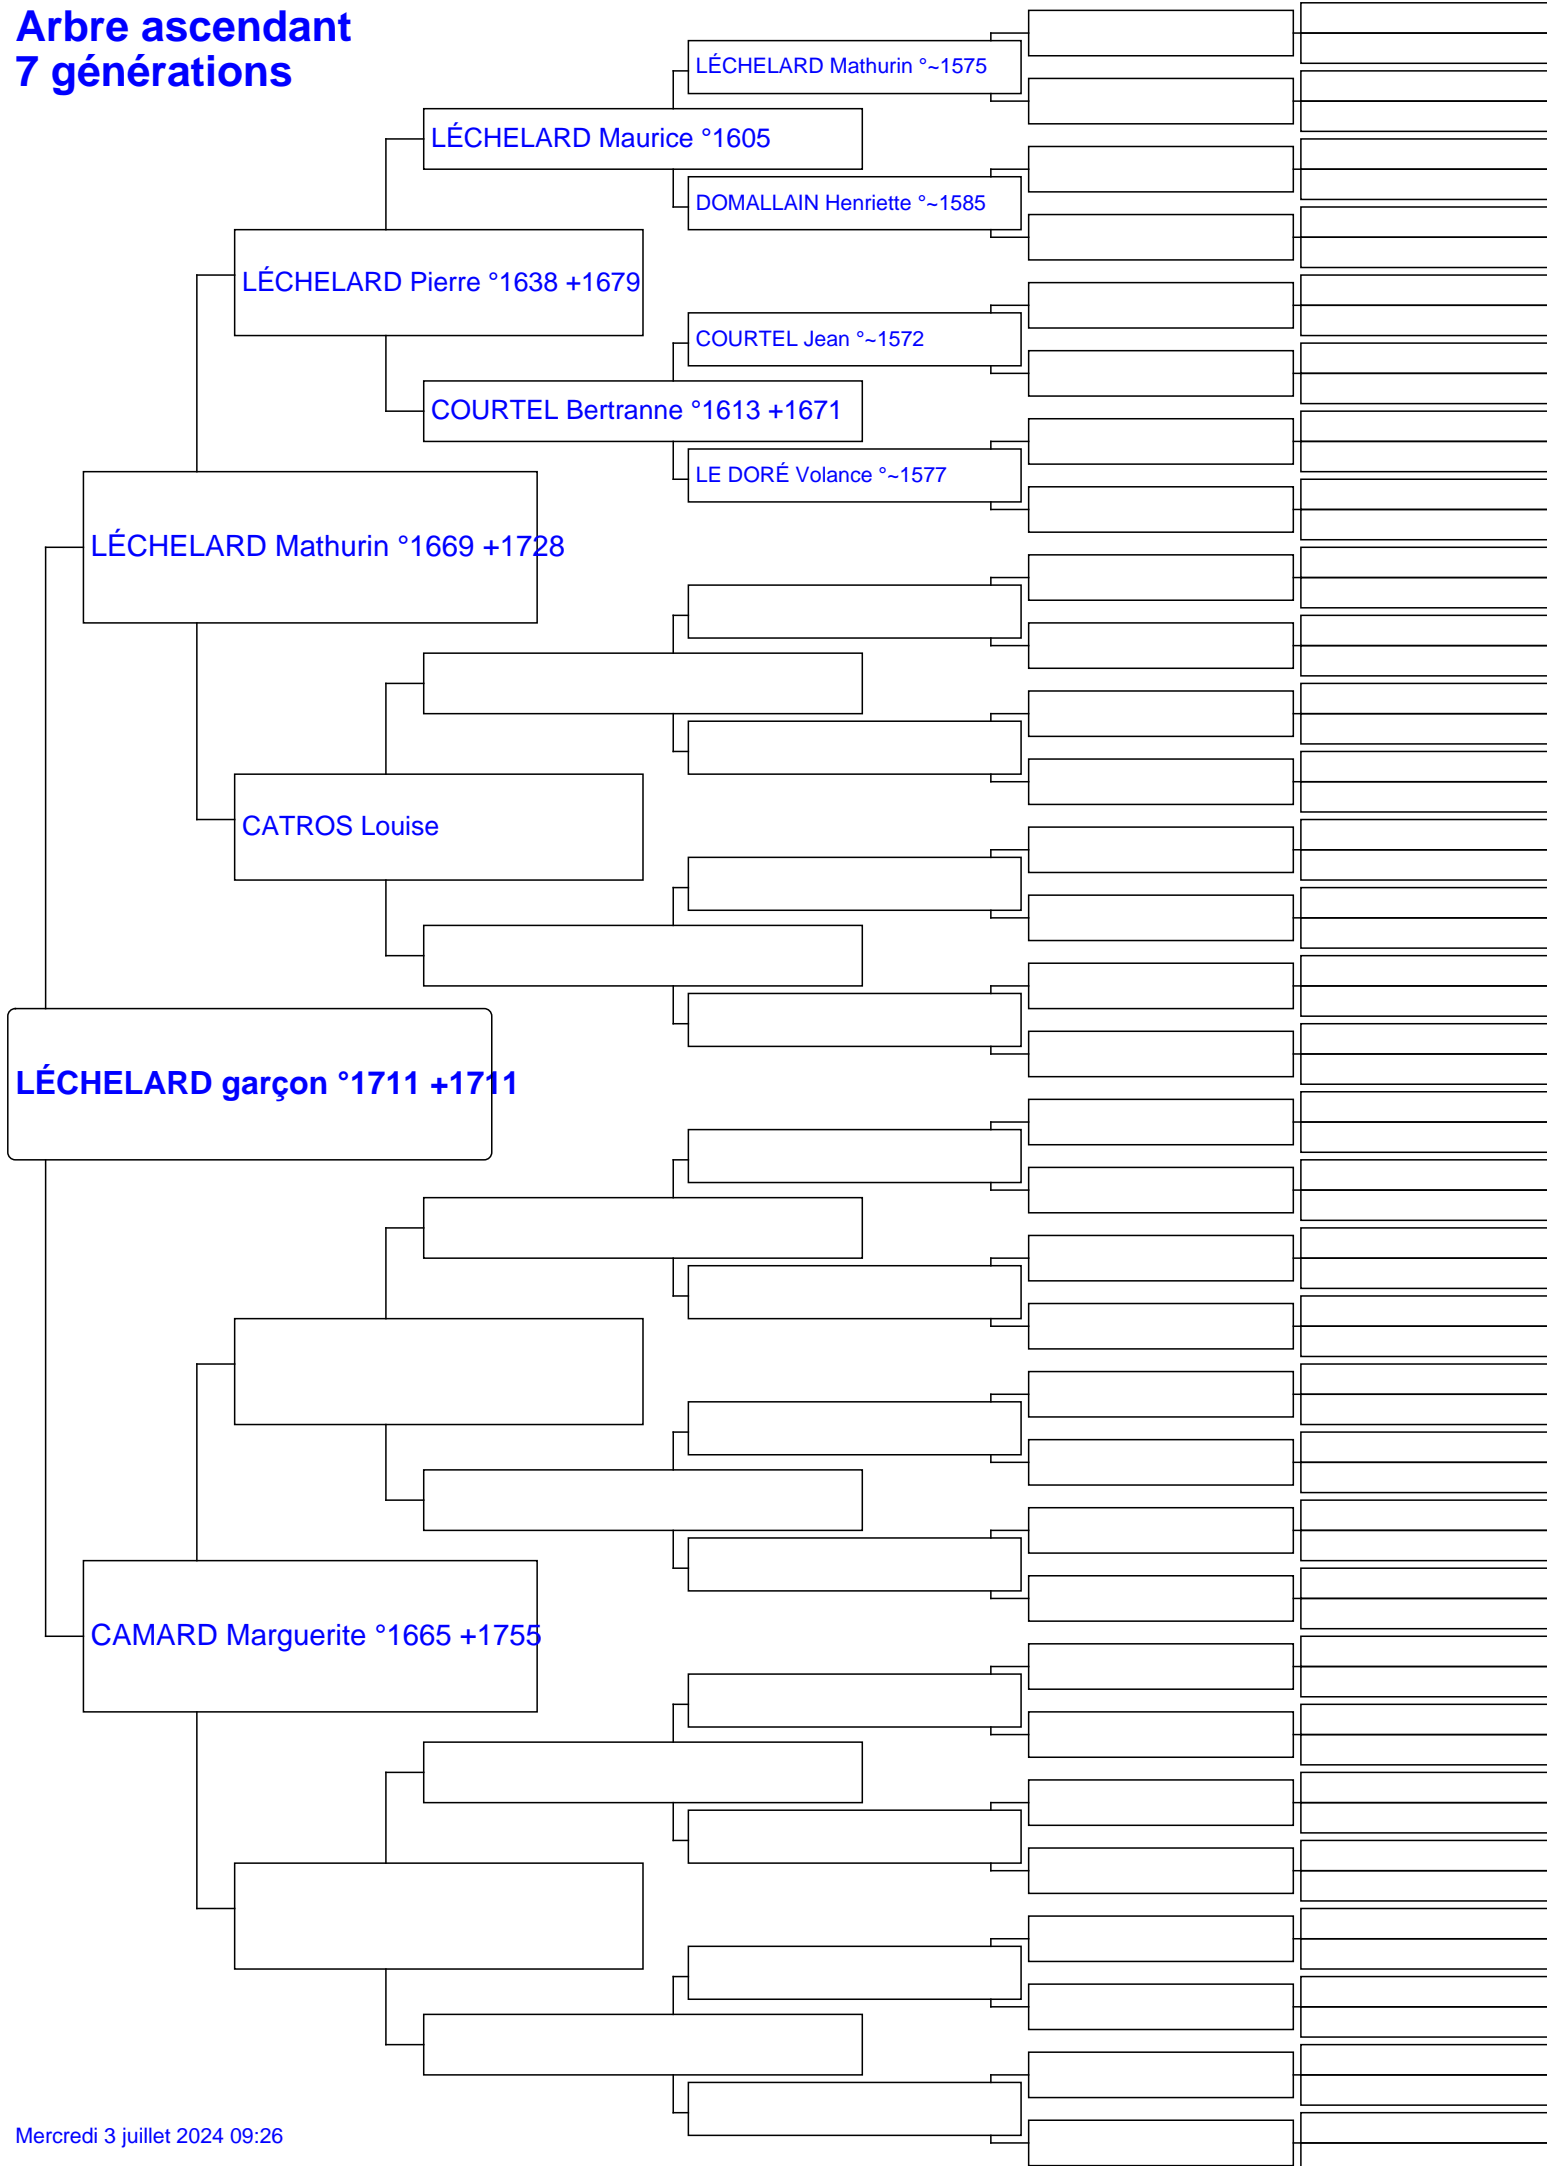 Arbre ascendant
7 générations
LÉCHELARD Mathurin °~1575
LÉCHELARD Maurice °1605
DOMALLAIN Henriette °~1585
LÉCHELARD Pierre °1638 +1679
COURTEL Jean °~1572
COURTEL Bertranne °1613 +1671
LE DORÉ Volance °~1577
LÉCHELARD Mathurin °1669 +1728
CATROS Louise
LÉCHELARD garçon °1711 +1711
CAMARD Marguerite °1665 +1755
Mercredi 3 juillet 2024 09:26